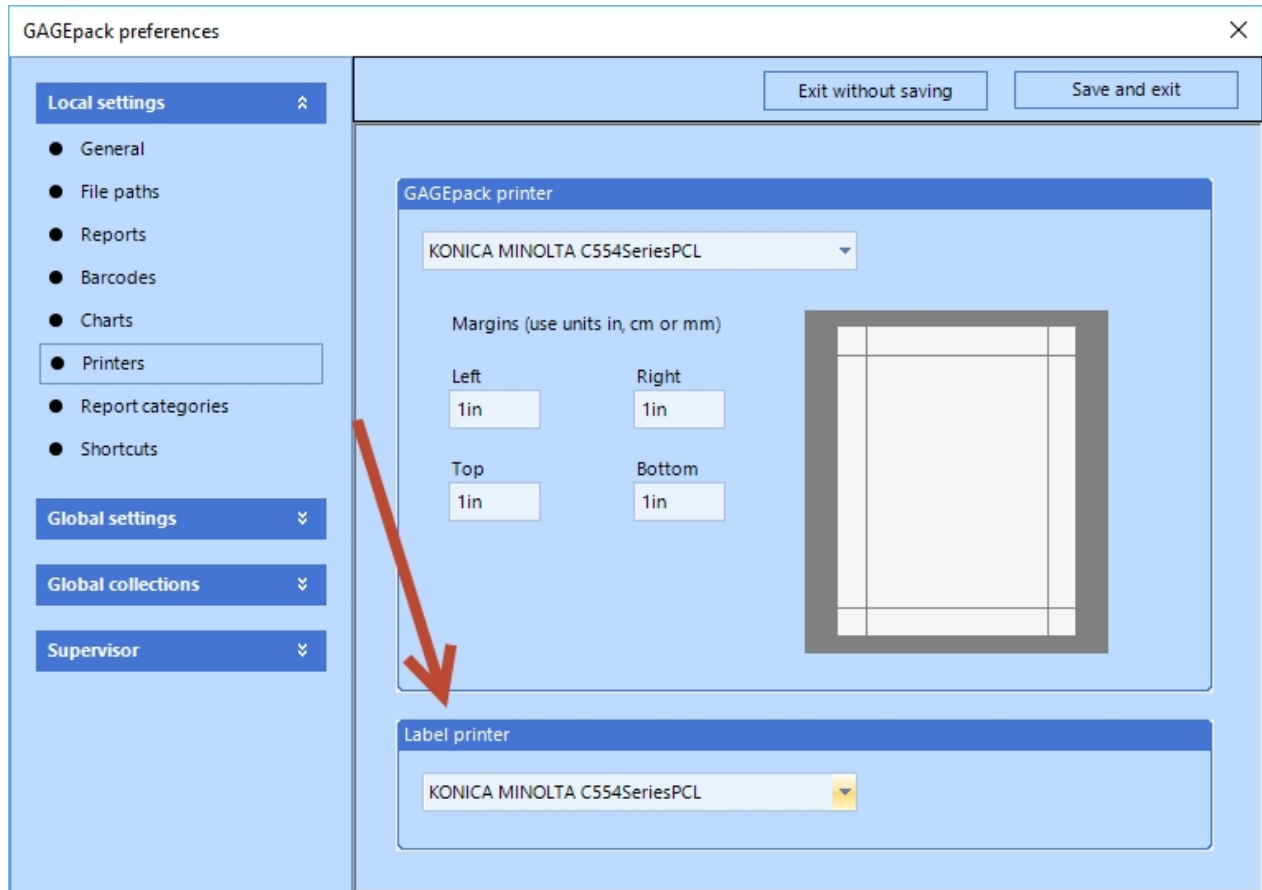 GAGEpack preferences
Local settings
General
File paths
Reports
Barcodes
Charts
Printers
Report categories
Shortcuts
Global settings
Global collections
Supervisor
Exit without saving
Save and exit
GAGEpack printer
KONICA MINOLTA C554SeriesPCL
Margins (use units in, cm or mm)
Left
Right
1in
1in
Top
Bottom
1in
1in
Label printer
KONICA MINOLTA C554SeriesPCL